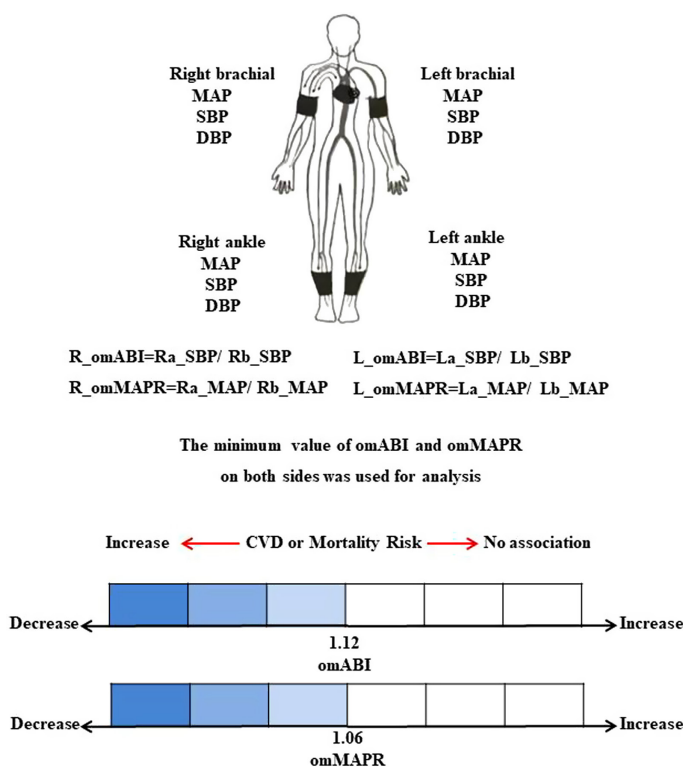 Right brachial
MAP
SBP
DBP
Left brachial
MAP
SBP
DBP
Right ankle
MAP
SBP
DBP
Left ankle
MAP
SBP
DBP
R_omABI=Ra_SBP/ Rb_SBP
L_omABI=La_SBP/ Lb_SBP
R_omMAPR=Ra_MAP/ Rb_MAP
L_omMAPR=La_MAP/ Lb_MAP
The minimum value of omABI and omMAPR
on both sides was used for analysis
Increase CVD or Mortality Risk No association
Decrease Increase
1.12
omABI
Decrease Increase
1.06
omMAPR